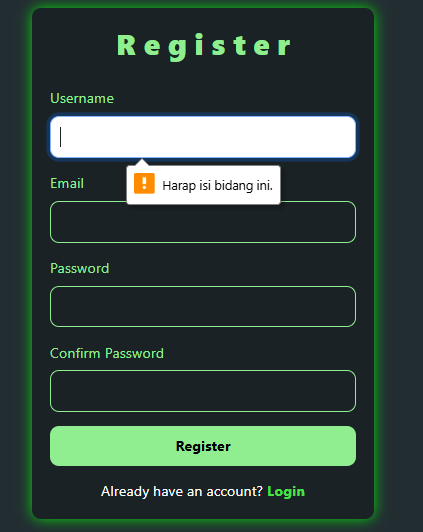 Register
Username
Harap isi bidang ini.
Email
Password
Confirm Password
Register
Already have an account? Login